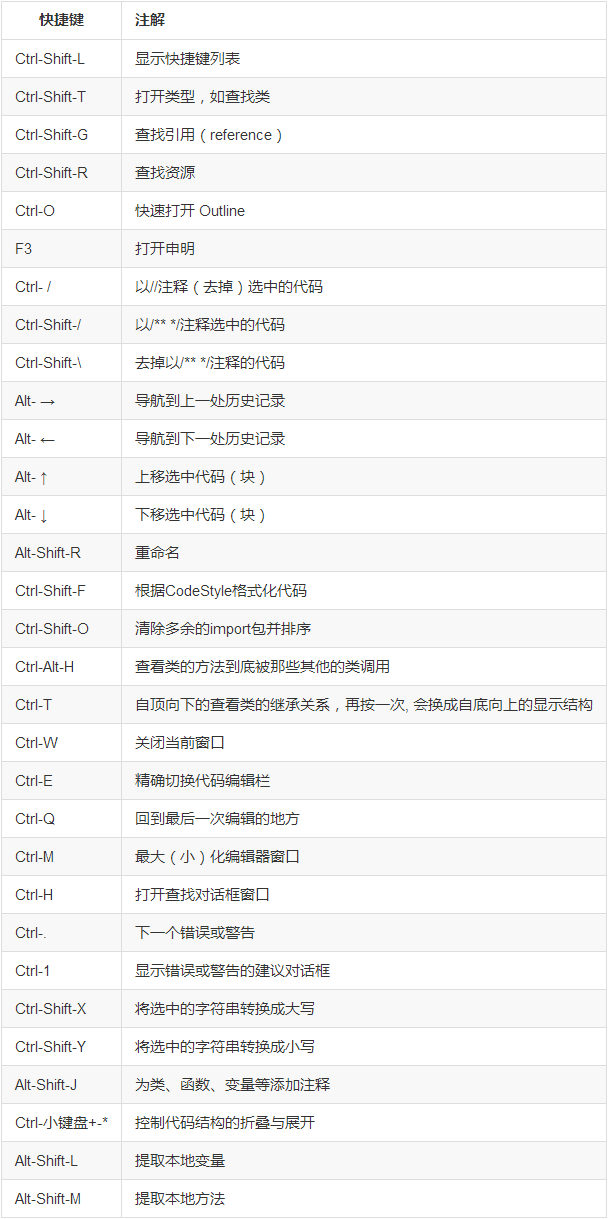 快捷键 注解
Ctrl-Shift-L 显示快捷键列表
Ctrl-Shift-T 打开类型，如查找类
Ctrl-Shift-G 查找引用（reference）
Ctrl-Shift-R 查找资源
Ctrl-O 快速打开 Outline
F3 打开申明
Ctrl- / 以//注释（去掉）选中的代码
Ctrl-Shift-/ 以/** */注释选中的代码
Ctrl-Shift-\ 去掉以/** */注释的代码
Alt- → 导航到上一处历史记录
Alt- ← 导航到下一处历史记录
Alt- ↑ 上移选中代码（块）
Alt- ↓ 下移选中代码（块）
Alt-Shift-R 重命名
Ctrl-Shift-F 根据CodeStyle格式化代码
Ctrl-Shift-O 清除多余的import包并排序
Ctrl-Alt-H 查看类的方法到底被那些其他的类调用
Ctrl-T 自顶向下的查看类的继承关系，再按一次, 会换成自底向上的显示结构
Ctrl-W 关闭当前窗口
Ctrl-E 精确切换代码编辑栏
Ctrl-Q 回到最后一次编辑的地方
Ctrl-M 最大（小）化编辑器窗口
Ctrl-H 打开查找对话框窗口
Ctrl-. 下一个错误或警告
Ctrl-1 显示错误或警告的建议对话框
Ctrl-Shift-X 将选中的字符串转换成大写
Ctrl-Shift-Y 将选中的字符串转换成小写
Alt-Shift-J 为类、函数、变量等添加注释
Ctrl-小键盘+-* 控制代码结构的折叠与展开
Alt-Shift-L 提取本地变量
Alt-Shift-M 提取本地方法